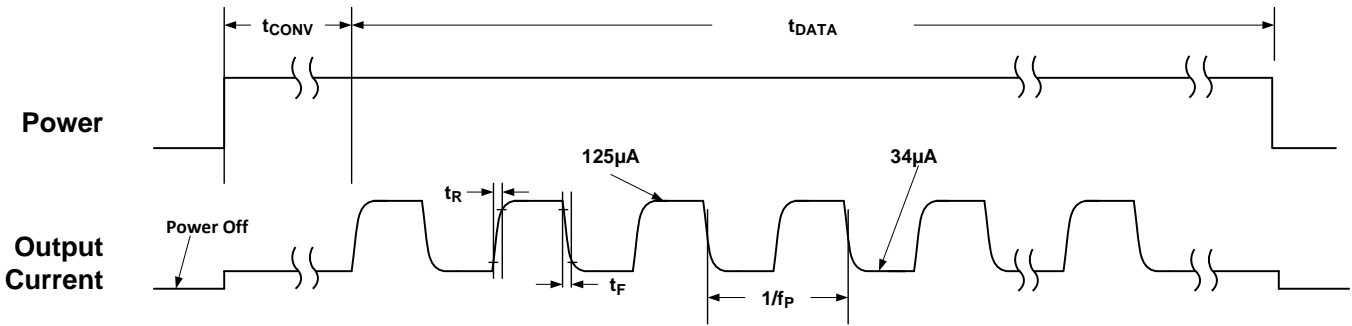 tCONV
tDATA
Power
125µA
34µA
tR
Power Off
Output
Current
tF
1/fP